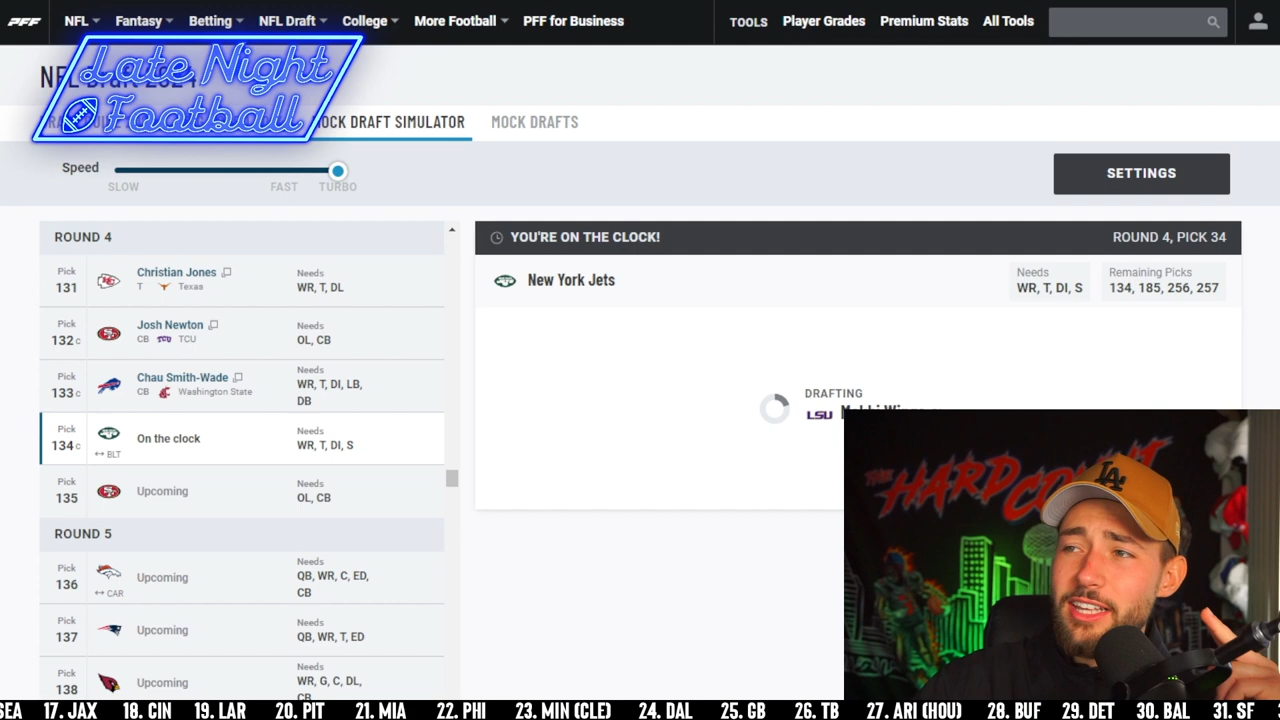 PFF NFL Fantasy Betting NFL Draft College More Football PFF for Business TOOLS Player Grades Premium Stats All Tools
NFL Draft 2024
Late Night
Football
MOCK DRAFT SIMULATOR MOCK DRAFTS
Speed
SLOW FAST TURBO
SETTINGS
ROUND 4
Pick
131
Christian Jones
T Texas
Needs
WR, T, DL
Pick
132 c
Josh Newton
CB TCU TCU
Needs
OL, CB
Pick
133 c
Chau Smith-Wade
CB Washington State
Needs
WR, T, DI, LB,
DB
Pick
134 c
↔ BLT
On the clock
Needs
WR, T, DI, S
Pick
135
Upcoming
Needs
OL, CB
ROUND 5
Pick
136
↔ CAR
Upcoming
Needs
QB, WR, C, ED,
CB
Pick
137
Upcoming
Needs
QB, WR, T, ED
Pick
138
Upcoming
Needs
WR, G, C, DL,
CB
YOU'RE ON THE CLOCK! ROUND 4, PICK 34
New York Jets
Needs
WR, T, DI, S
Remaining Picks
134, 185, 256, 257
DRAFTING
LSU
THE HARD COUNT
LA
SEA 17. JAX 18. CIN 19. LAR 20. PIT 21. MIA 22. PHI 23. MIN (CLE) 24. DAL 25. GB 26. TB 27. ARI (HOU) 28. BUF 29. DET 30. BAL 31. SF